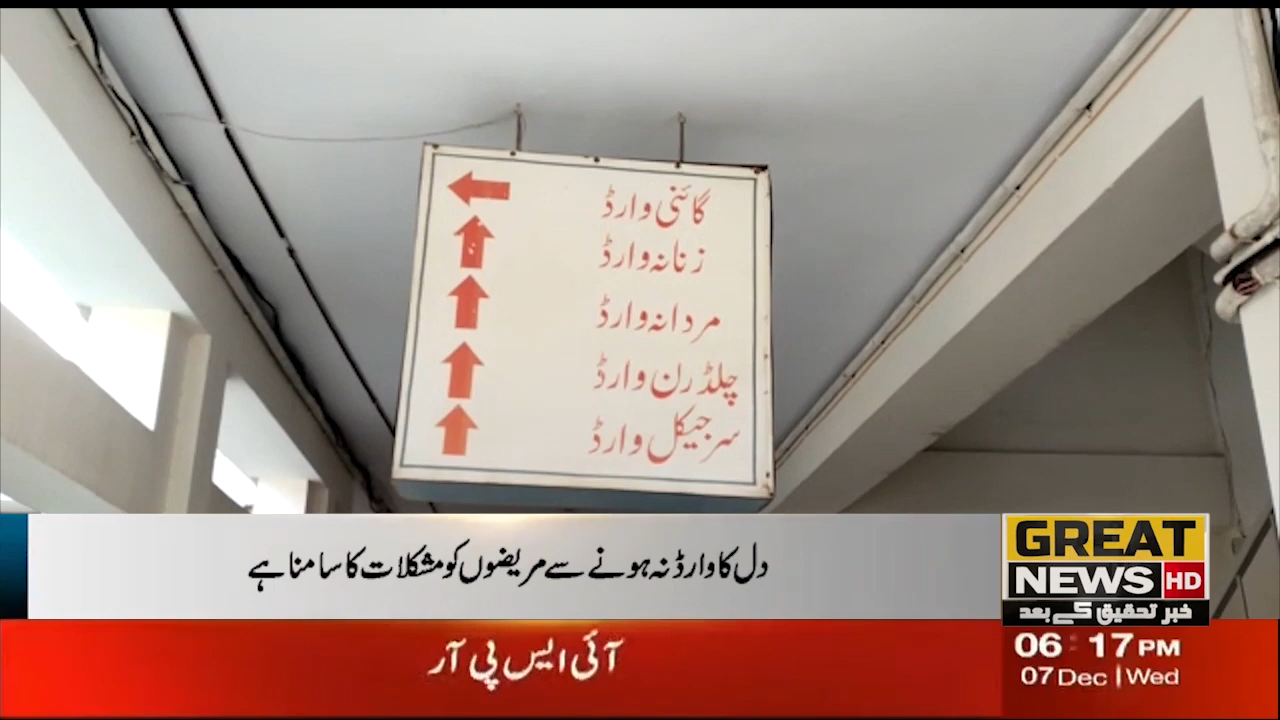 گائنی وارڈ
زنانہ وارڈ
مردانہ وارڈ
چلڈرن وارڈ
سرجیکل وارڈ
دل کا وارڈ نہ ہونے سے مریضوں کو مشکلات کا سامنا ہے
GREAT
NEWS HD
خبر تحقیق کے بعد
آئی ایس پی آر
06:17 PM
07 Dec | Wed